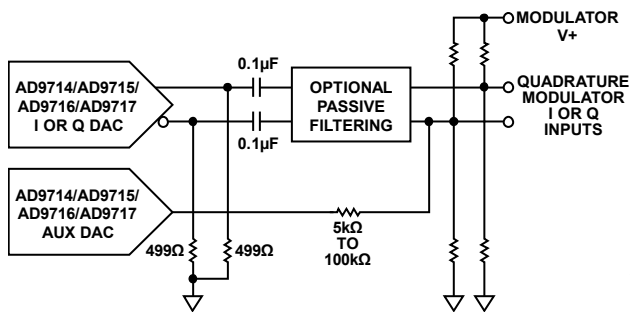 MODULATOR
V+
0.1µF
AD9714/AD9715/
AD9716/AD9717
I OR Q DAC
OPTIONAL
PASSIVE
FILTERING
QUADRATURE
MODULATOR
I OR Q
INPUTS
0.1µF
AD9714/AD9715/
AD9716/AD9717
AUX DAC
499Ω
499Ω
5kΩ
TO
100kΩ